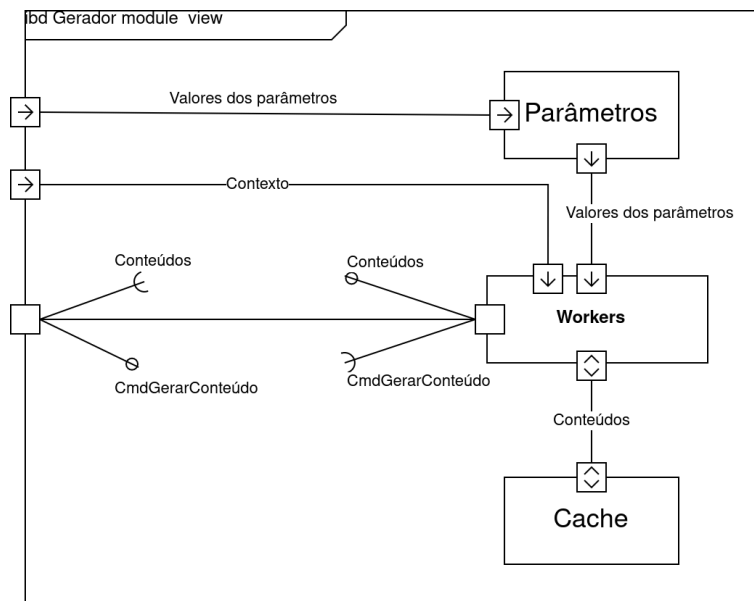 ibd Gerador module  view
Valores dos parâmetros
Parâmetros
Contexto
Valores dos parâmetros
Conteúdos
Conteúdos
Workers
CmdGerarConteúdo
CmdGerarConteúdo
Conteúdos
Cache